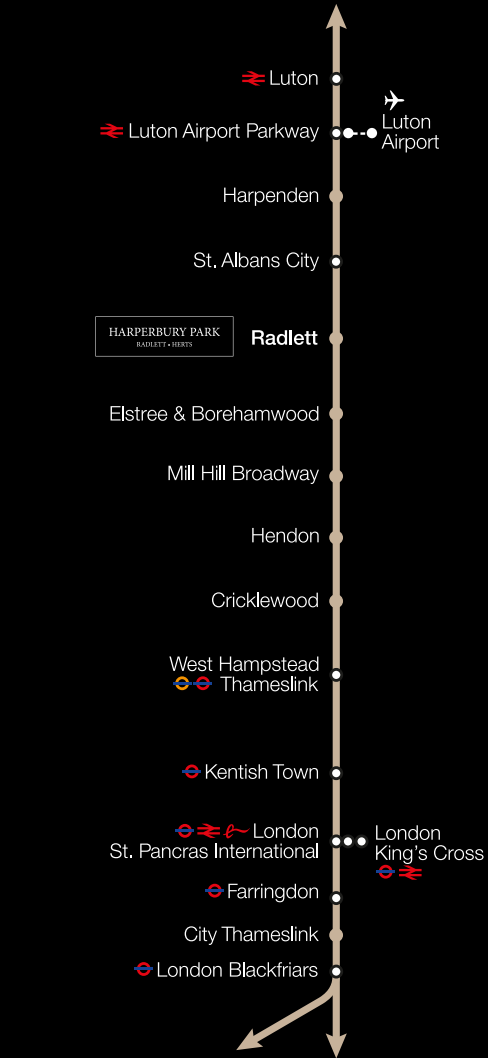 Luton
Luton Airport Parkway
Luton
Airport
Harpenden
St. Albans City
HARPERBURY PARK
RADLETT • HERTS
Radlett
Elstree & Borehamwood
Mill Hill Broadway
Hendon
Cricklewood
West Hampstead
Thameslink
Kentish Town
London
St. Pancras International
London
King's Cross
Farringdon
City Thameslink
London Blackfriars